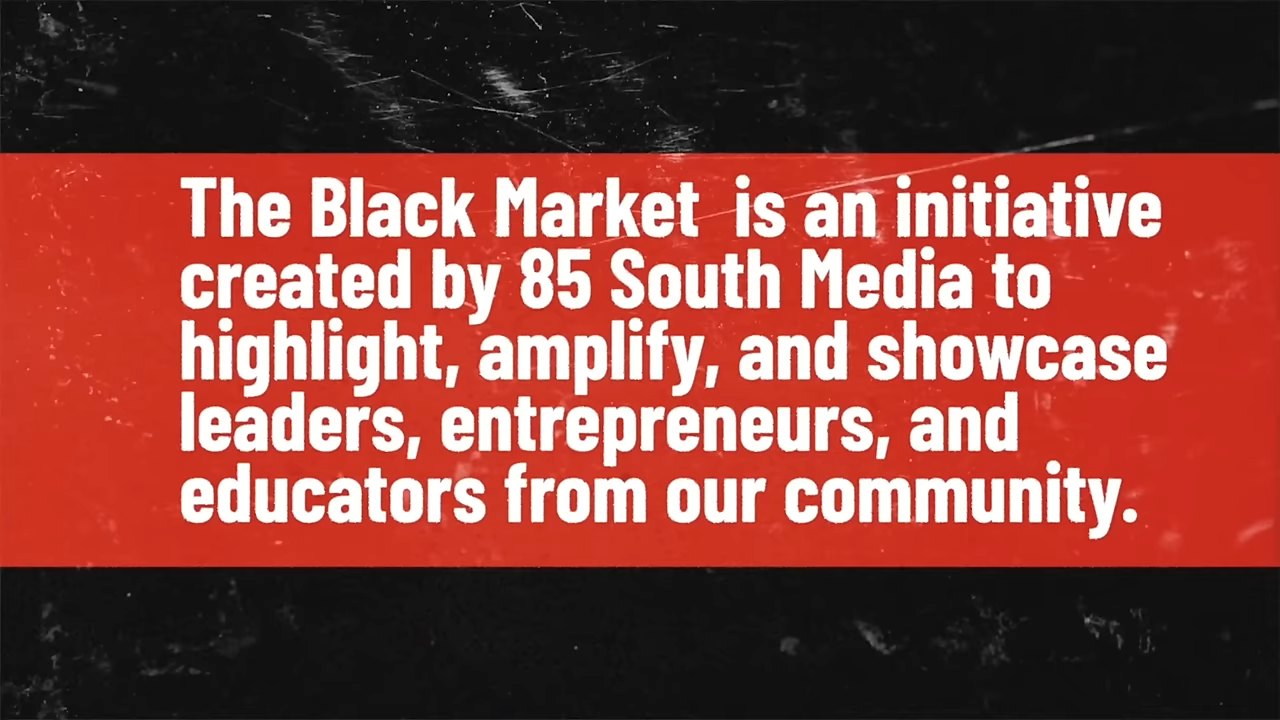 The Black Market is an initiative
created by 85 South Media to
highlight, amplify, and showcase
leaders, entrepreneurs, and
educators from our community.